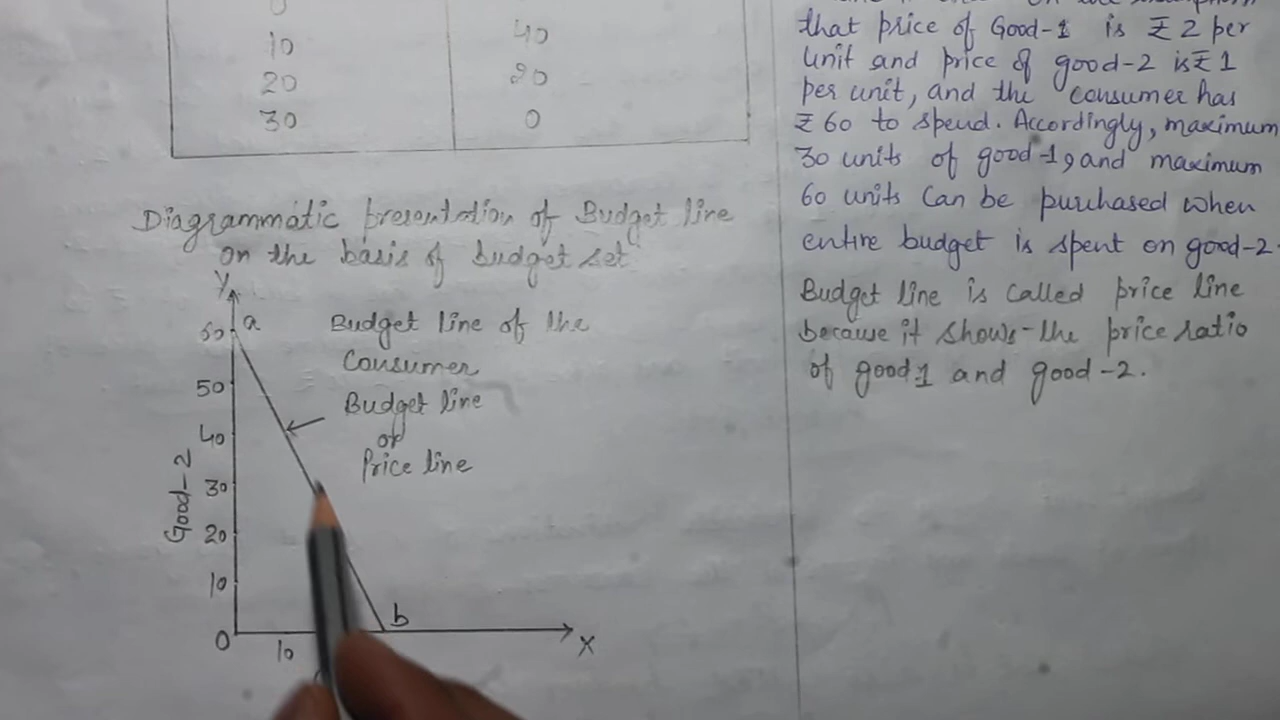 10 40
20 20
30 0
Diagrammatic presentation of Budget line
on the basis of budget set
Y
60 a
50
40
30
20
10
0
10
b
X
Good-2
Budget line of the
Consumer
Budget line
or
Price line
that price of Good-1 is ₹ 2 per
unit and price of good-2 is ₹ 1
per unit, and the consumer has
₹ 60 to spend. Accordingly, maximum
30 units of good-1, and maximum
60 units can be purchased when
entire budget is spent on good-2.
Budget line is called price line
because it shows the price ratio
of good 1 and good-2.